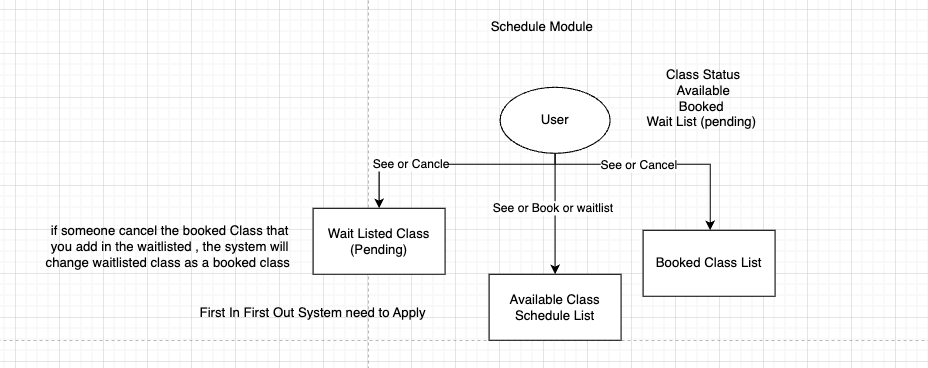 Schedule Module
Class Status
Available
Booked
Wait List (pending)
User
See or Cancle
See or Cancel
See or Book or waitlist
if someone cancel the booked Class that
you add in the waitlisted , the system will
change waitlisted class as a booked class
Wait Listed Class
(Pending)
Booked Class List
Available Class
Schedule List
First In First Out System need to Apply